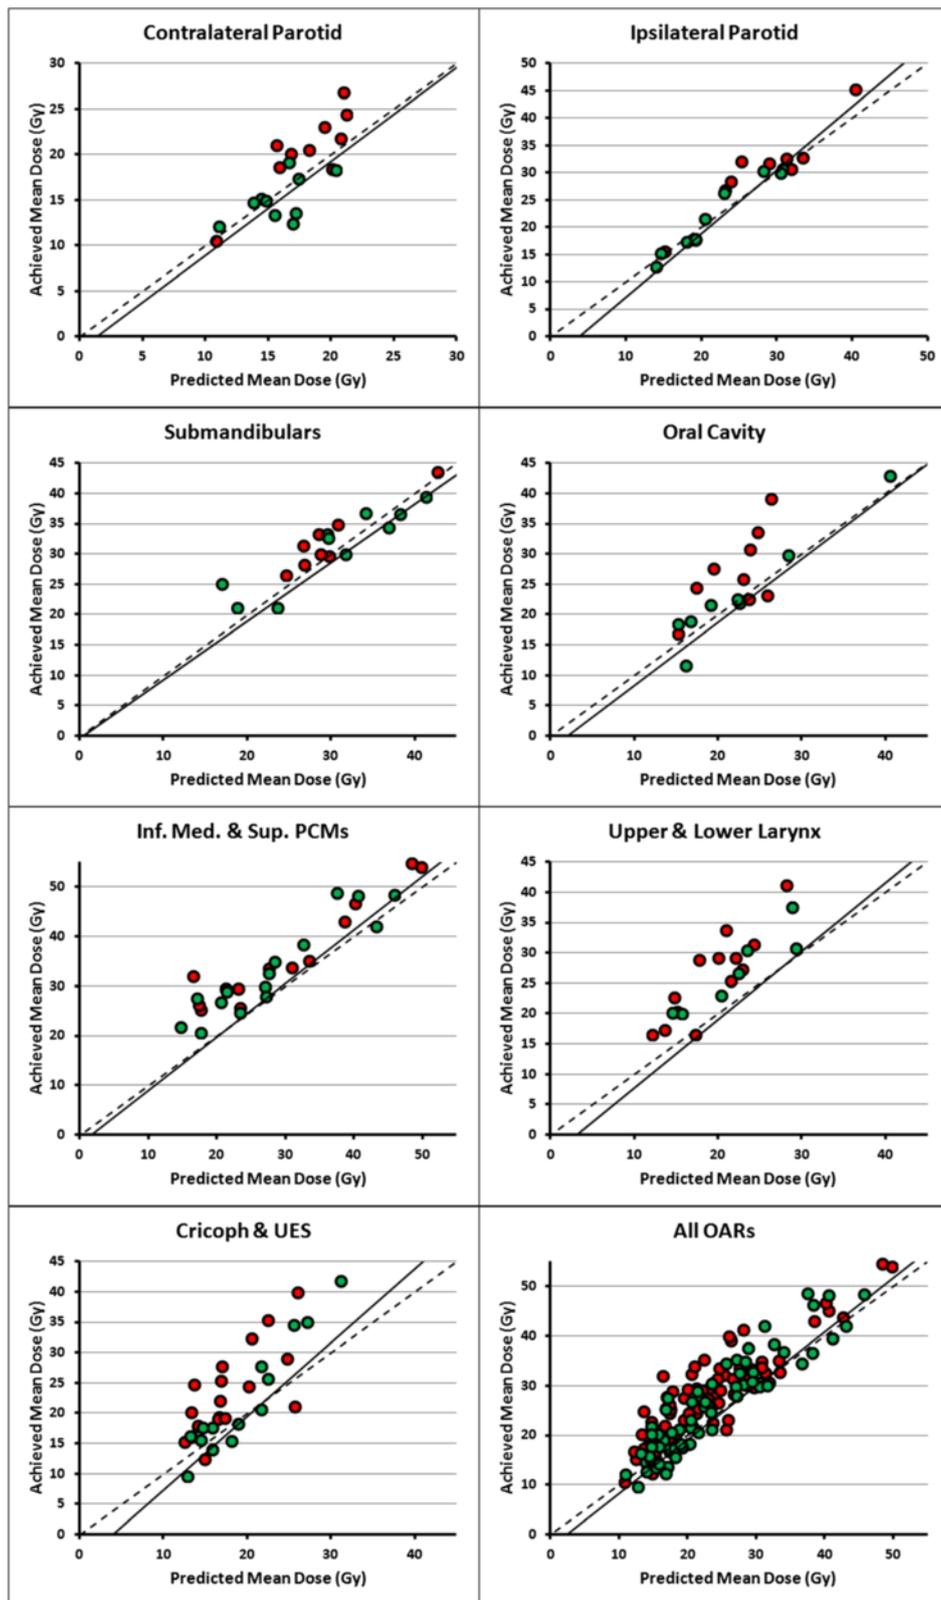 Contralateral Parotid
Achieved Mean Dose (Gy)
30
25
20
15
10
5
0
0 5 10 15 20 25 30
Predicted Mean Dose (Gy)
Ipsilateral Parotid
Achieved Mean Dose (Gy)
50
45
40
35
30
25
20
15
10
5
0
0 10 20 30 40 50
Predicted Mean Dose (Gy)
Submandibulars
Achieved Mean Dose (Gy)
45
40
35
30
25
20
15
10
5
0
0 10 20 30 40
Predicted Mean Dose (Gy)
Oral Cavity
Achieved Mean Dose (Gy)
45
40
35
30
25
20
15
10
5
0
0 10 20 30 40
Predicted Mean Dose (Gy)
Inf. Med. & Sup. PCMs
Achieved Mean Dose (Gy)
50
40
30
20
10
0
0 10 20 30 40 50
Predicted Mean Dose (Gy)
Upper & Lower Larynx
Achieved Mean Dose (Gy)
45
40
35
30
25
20
15
10
5
0
0 10 20 30 40
Predicted Mean Dose (Gy)
Cricoph & UES
Achieved Mean Dose (Gy)
45
40
35
30
25
20
15
10
5
0
0 10 20 30 40
Predicted Mean Dose (Gy)
All OARs
Achieved Mean Dose (Gy)
50
40
30
20
10
0
0 10 20 30 40 50
Predicted Mean Dose (Gy)